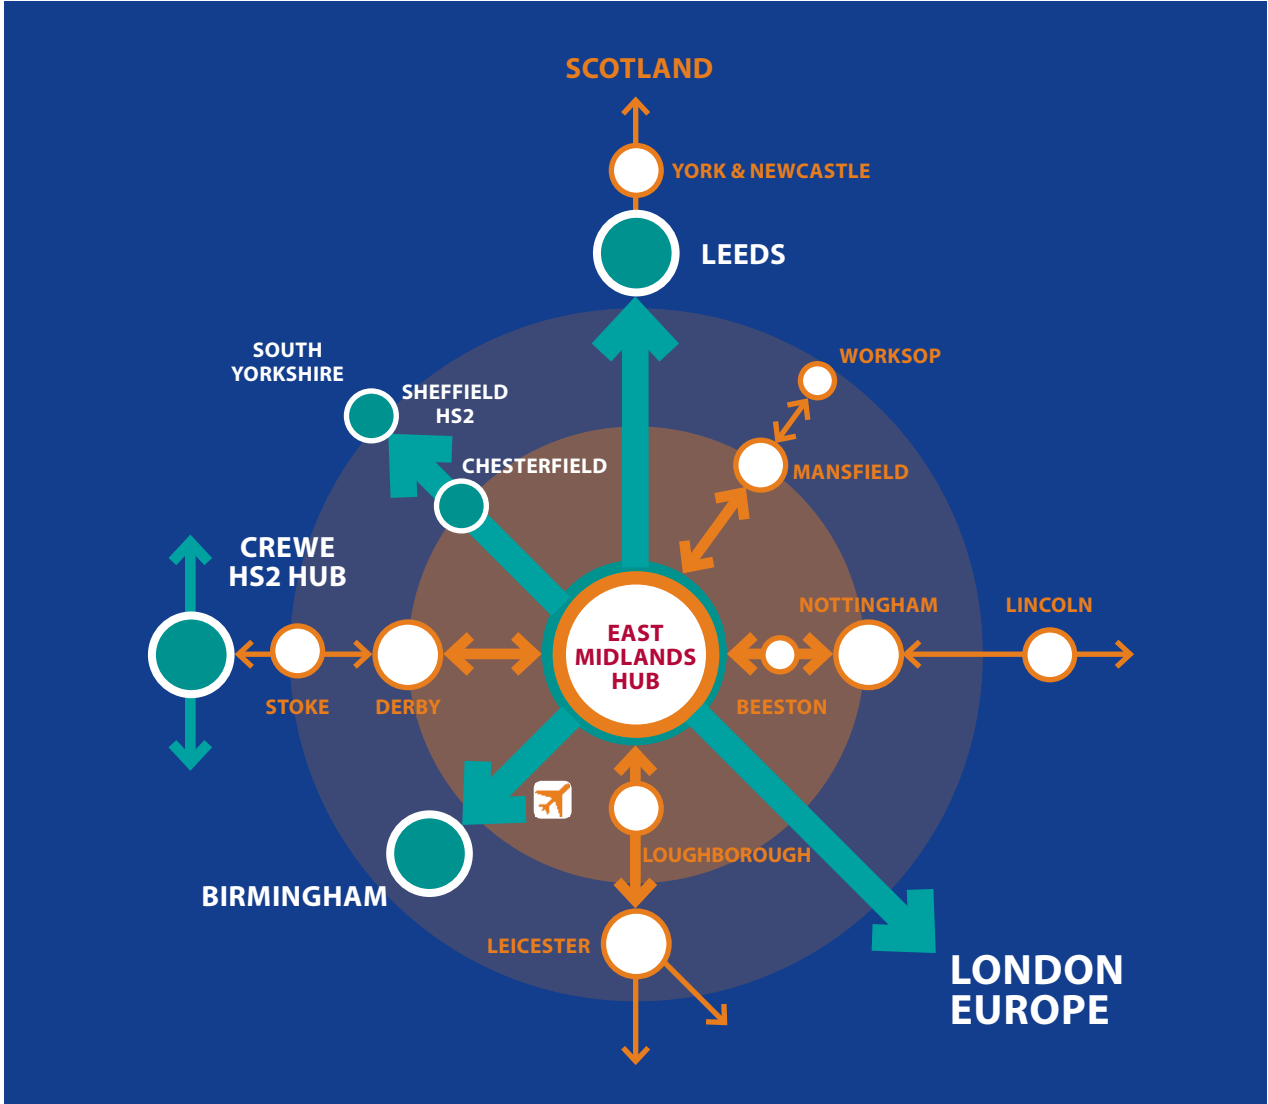 SCOTLAND
YORK & NEWCASTLE
LEEDS
SOUTH
YORKSHIRE
WORKSOP
SHEFFIELD
HS2
CHESTERFIELD
MANSFIELD
CREWE
HS2 HUB
NOTTINGHAM
LINCOLN
EAST
MIDLANDS
HUB
STOKE
DERBY
BEESTON
LOUGHBOROUGH
BIRMINGHAM
LEICESTER
LONDON
EUROPE